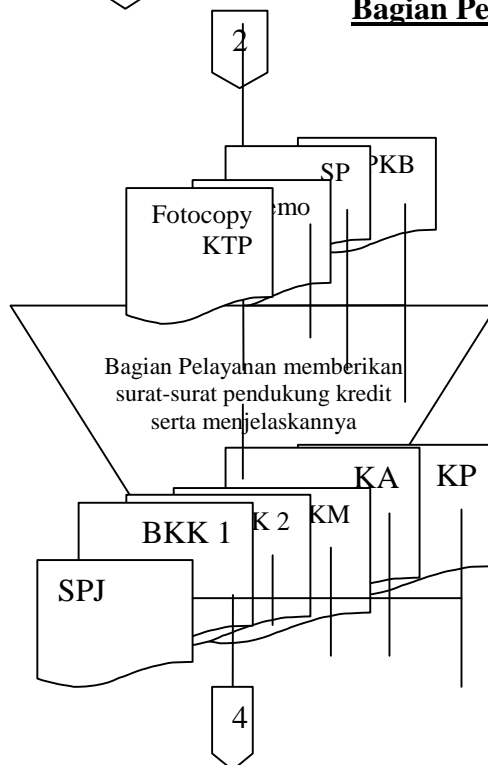 Bagian Pe
2
PKB
SP
emo
Fotocopy
KTP
Bagian Pelayanan memberikan
surat-surat pendukung kredit
serta menjelaskannya
KP
KA
KM
K 2
BKK 1
SPJ
4